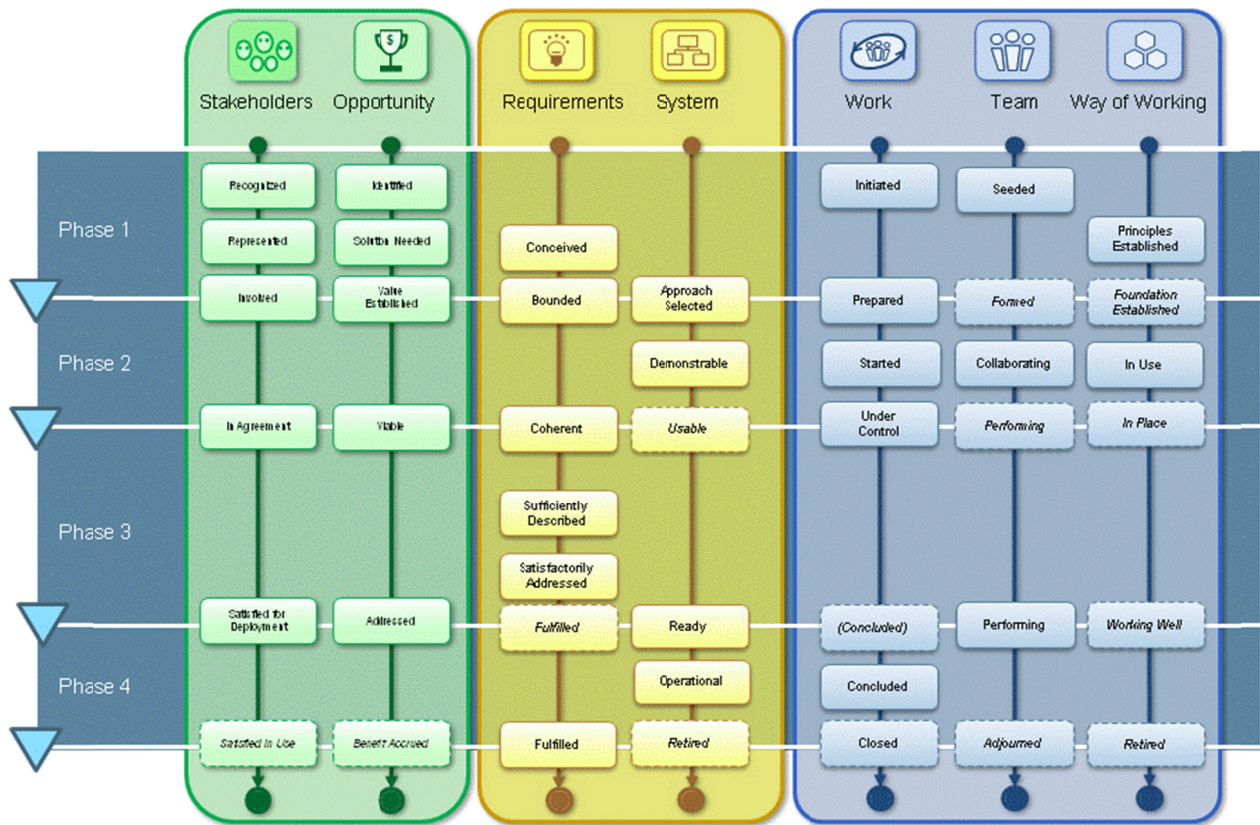 $
Stakeholders Opportunity Requirements System Work Team Way of Working
Recognized Identified Initiated Seeded
Phase 1
Represented Solution Needed Conceived Principles
Established
Involved Value
Established Bounded Approach
Selected Prepared Formed Foundation
Established
Phase 2
Demonstrable Started Collaborating In Use
In Agreement Viable Coherent Usable Under
Control Performing In Place
Phase 3
Sufficiently
Described
Satisfactorily
Addressed
Satisfied for
Deployment Addressed Fulfilled Ready (Concluded) Performing Working Well
Phase 4
Operational Concluded
Satisfied in Use Benefit Accrued Fulfilled Retired Closed Adjourned Retired